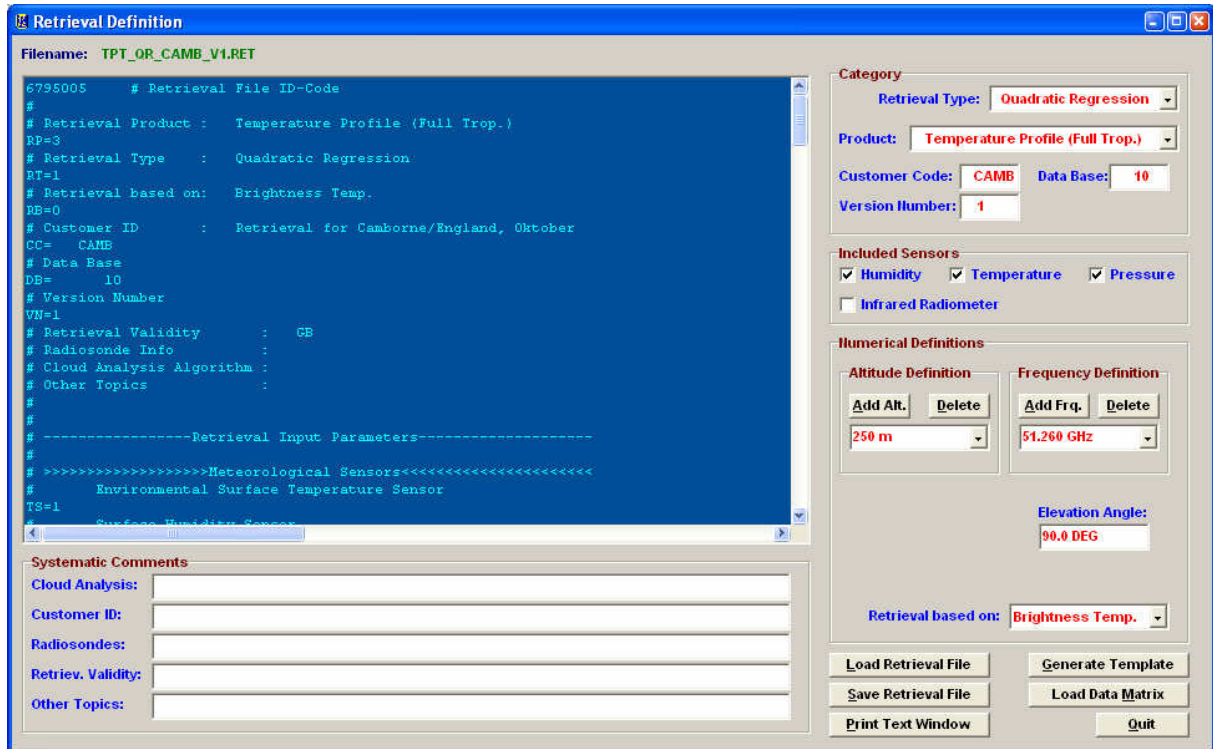 Retrieval Definition
Filename: TPT_QR_CAMB_V1.RET
6795005 # Retrieval File ID-Code
#
# Retrieval Product : Temperature Profile (Full Trop.)
RP=3
# Retrieval Type : Quadratic Regression
RT=1
# Retrieval based on: Brightness Temp.
RB=0
# Customer ID : Retrieval for Camborne/England, Oktober
CC= CAMB
# Data Base
DB= 10
# Version Number
VN=1
# Retrieval Validity : GB
# Radiosonde Info :
# Cloud Analysis Algorithm :
# Other Topics :
#
#
# -----------------Retrieval Input Parameters--------------------
#
# >>>>>>>>>>>>>>>>>>>Meteorological Sensors<<<<<<<<<<<<<<<<<<<<<<
# Environmental Surface Temperature Sensor
TS=1
# Surface Humidity Sensor
Systematic Comments
Cloud Analysis:
Customer ID:
Radiosondes:
Retriev. Validity:
Other Topics:
Category
Retrieval Type: Quadratic Regression
Product: Temperature Profile (Full Trop.)
Customer Code: CAMB Data Base: 10
Version Number: 1
Included Sensors
Humidity Temperature Pressure
Infrared Radiometer
Numerical Definitions
Altitude Definition Frequency Definition
Add Alt. Delete Add Frq. Delete
250 m 51.260 GHz
Elevation Angle:
90.0 DEG
Retrieval based on: Brightness Temp.
Load Retrieval File Generate Template
Save Retrieval File Load Data Matrix
Print Text Window Quit